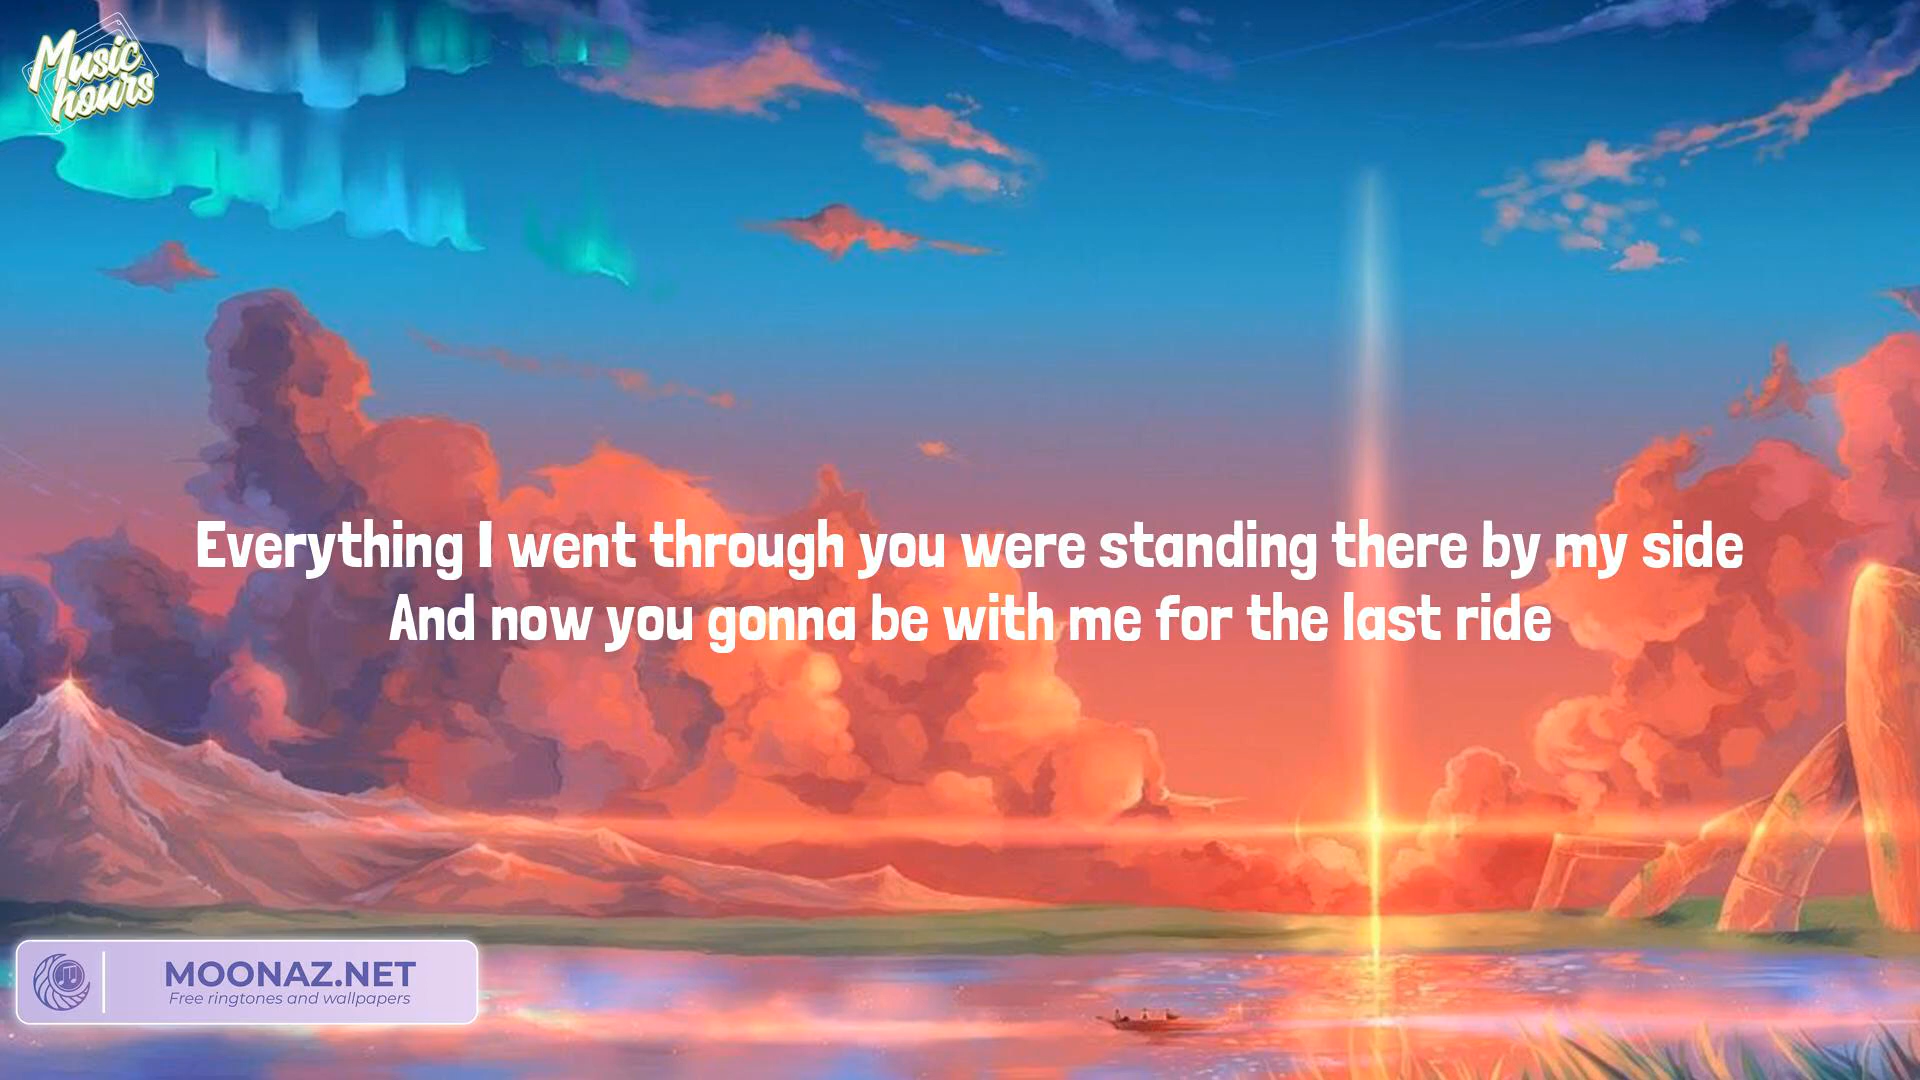 Music
hours
Everything I went through you were standing there by my side
And now you gonna be with me for the last ride
MOONAZ.NET
Free ringtones and wallpapers